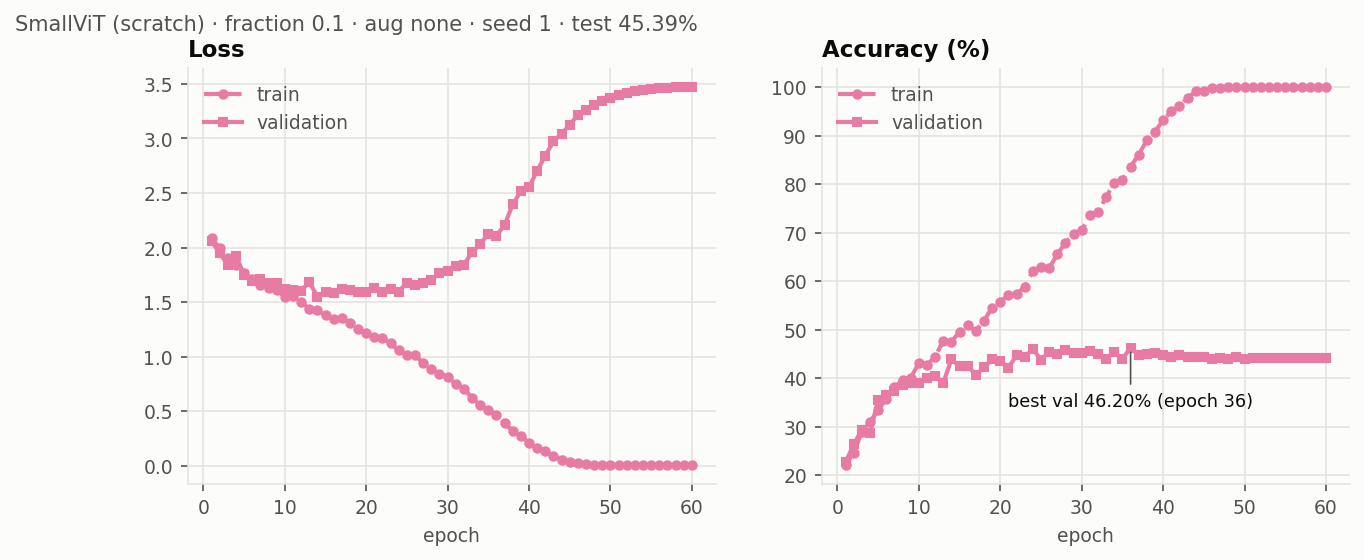 SmallViT (scratch) · fraction 0.1 · aug none · seed 1 · test 45.39%
Loss
3.5
3.0
2.5
2.0
1.5
1.0
0.5
0.0
train
validation
0 10 20 30 40 50 60
epoch
Accuracy (%)
100
90
80
70
60
50
40
30
20
train
validation
best val 46.20% (epoch 36)
0 10 20 30 40 50 60
epoch